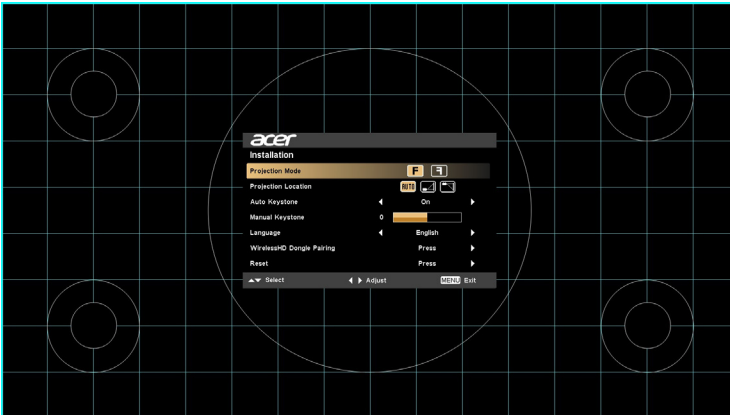 acer
Installation
Projection Mode F F
Projection Location AUTO
Auto Keystone On
Manual Keystone 0
Language English
WirelessHD Dongle Pairing Press
Reset Press
Select Adjust MENU Exit